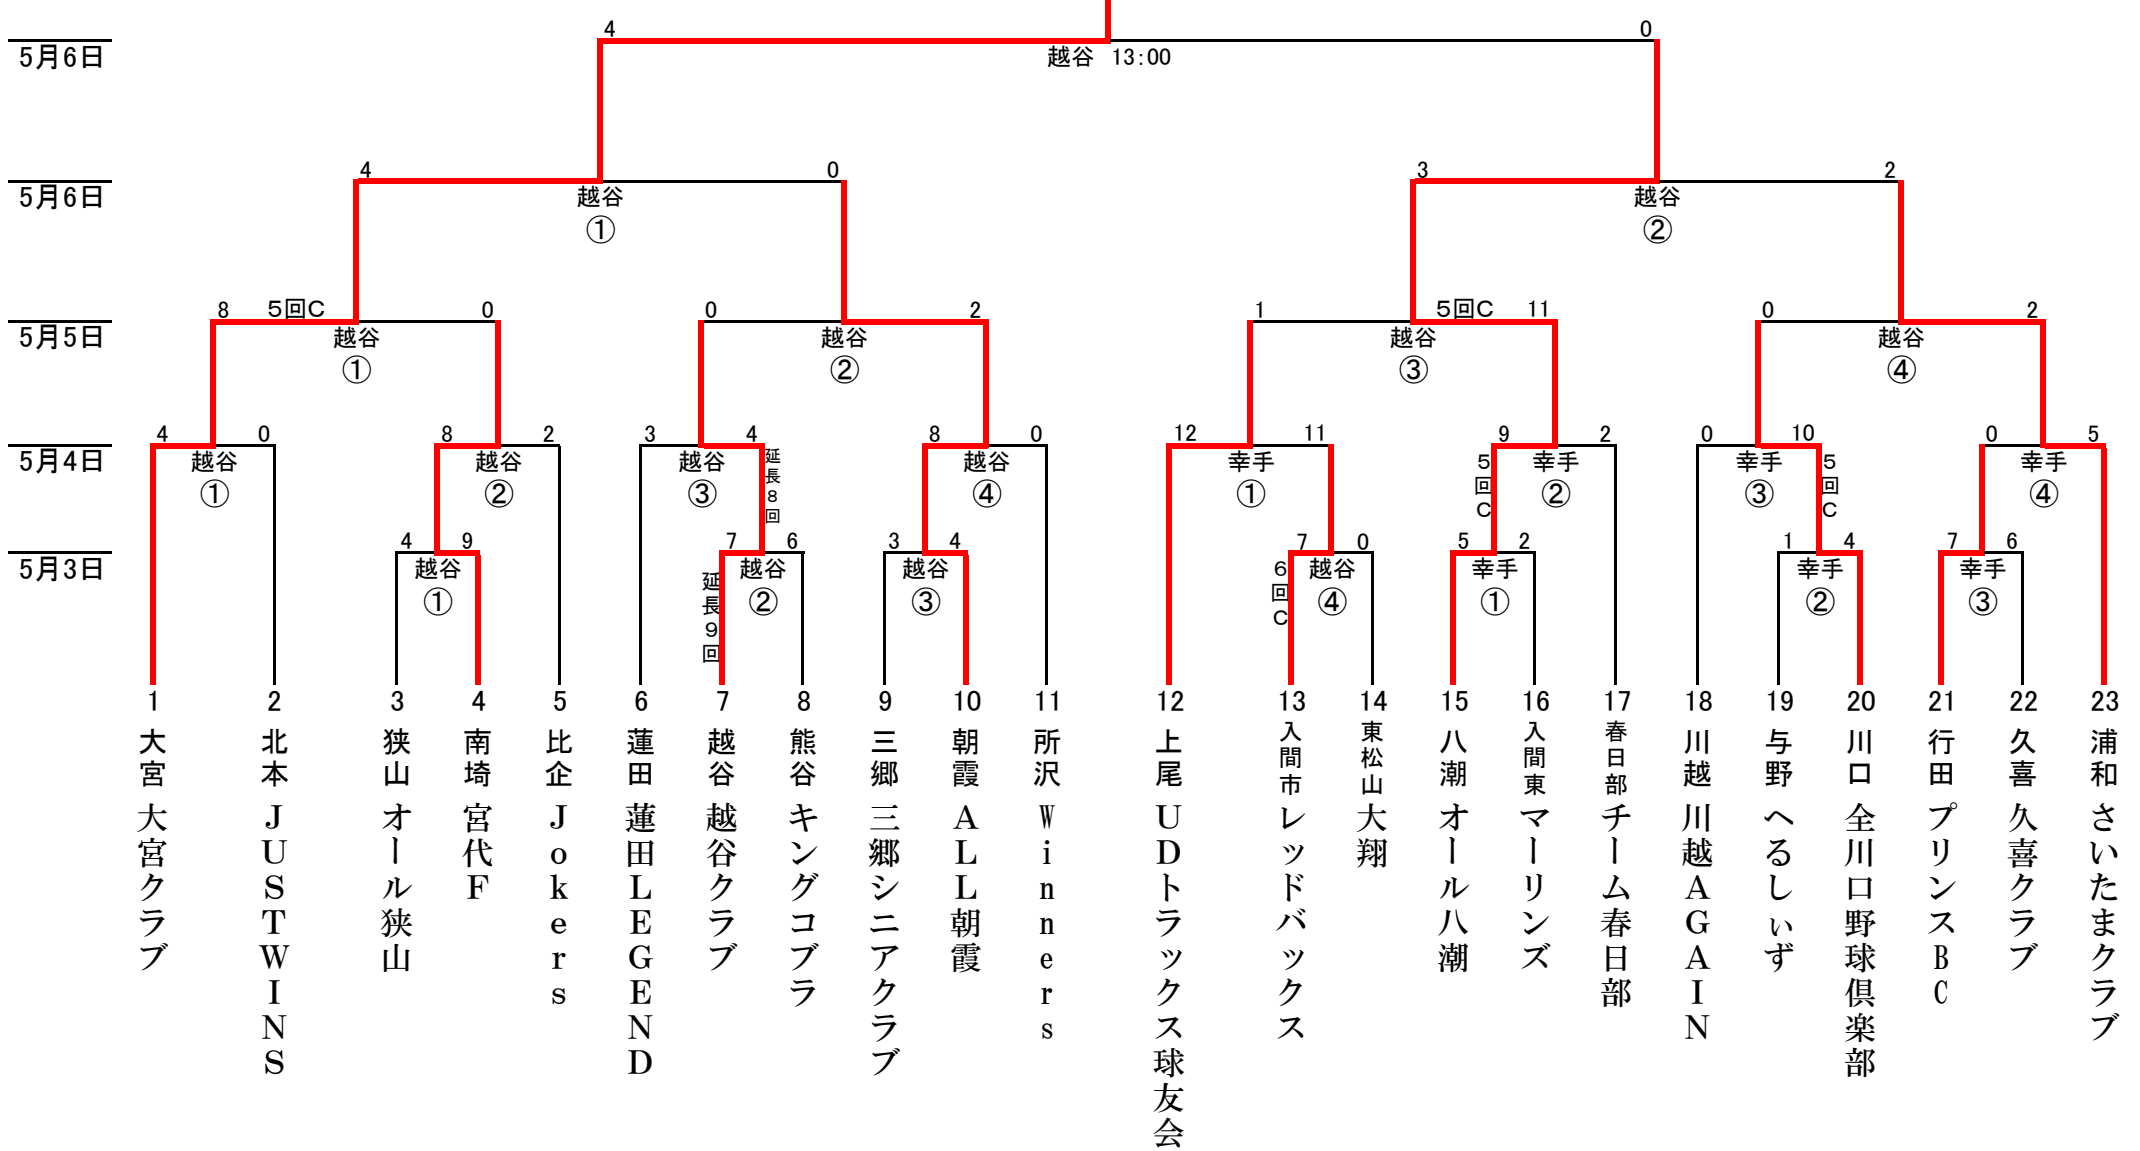 4 0
5月6日 越谷 13:00
4 0 3 2
5月6日 越谷 越谷
① ②
8 5回C 0 0 2 1 5回C 11 0 2
5月5日 越谷 越谷 越谷 越谷
① ② ③ ④
4 0 8 2 3 4 8 0 12 11 9 2 0 10 0 5
5月4日 越谷 越谷 越谷 越谷 幸手 幸手 幸手 幸手
① ② ③ ④ ① ② ③ ④
延長8回
5回C
5回C
4 9 7 6 3 4 7 0 5 2 1 4 7 6
5月3日 越谷 越谷 越谷 越谷 幸手 幸手 幸手
① ② ③ ④ ① ② ③
延長9回
6回C
1 2 3 4 5 6 7 8 9 10 11 12 13 14 15 16 17 18 19 20 21 22 23
大宮 大宮クラブ
北本 JUSTWINS
狭山 オール狭山
南埼 宮代F
比企 Jokers
蓮田 蓮田LEGEND
越谷 越谷クラブ
熊谷 キングコブラ
三郷 三郷シニアクラブ
朝霞 ALL朝霞
所沢 Winners
上尾 UDトラックス球友会
入間市 レッドバックス
東松山 大翔
八潮 オール八潮
入間東 マーリンズ
春日部 チーム春日部
川越 川越AGAIN
与野 へるしぃず
川口 全川口野球倶楽部
行田 プリンスBC
久喜 久喜クラブ
浦和 さいたまクラブ